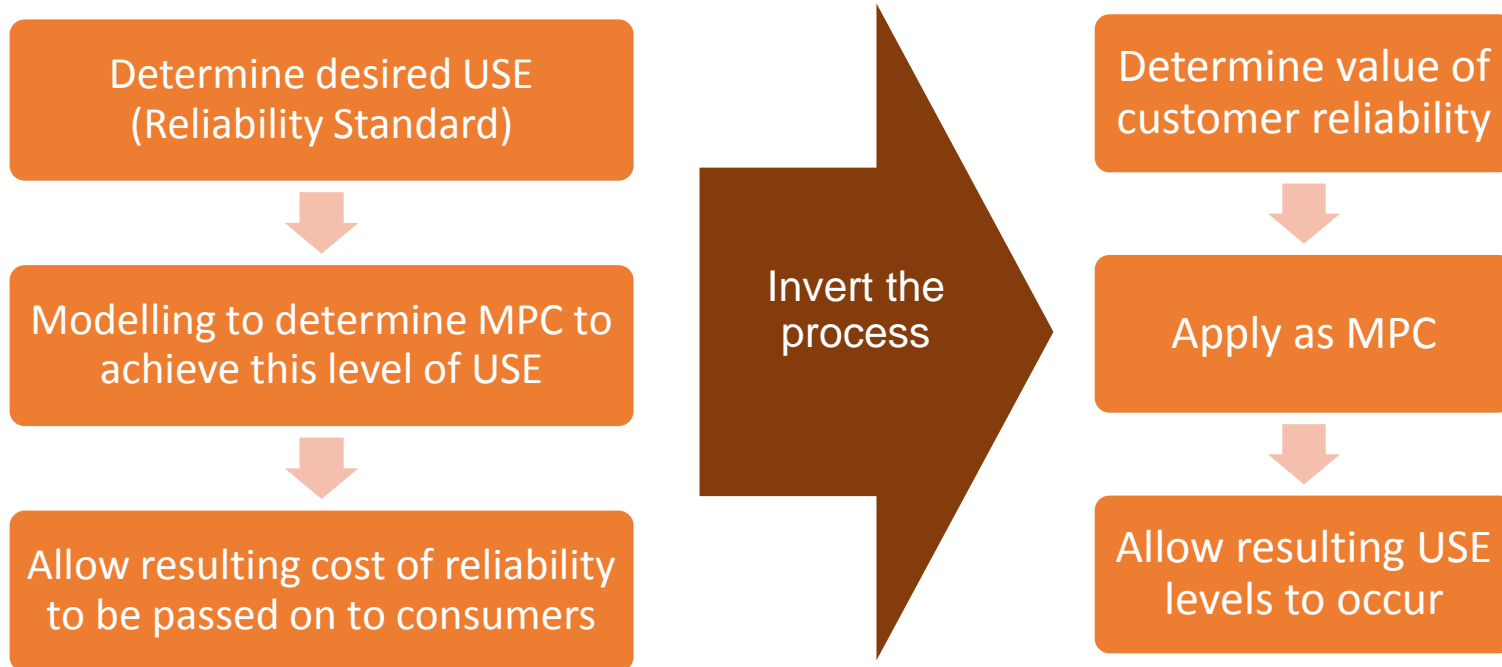 Determine desired USE
(Reliability Standard)
Modelling to determine MPC to
achieve this level of USE
Allow resulting cost of reliability
to be passed on to consumers
Invert the
process
Determine value of
customer reliability
Apply as MPC
Allow resulting USE
levels to occur